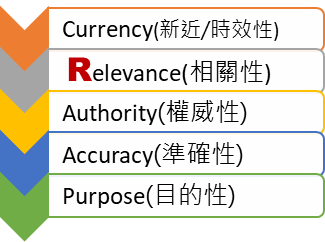 Currency(新近/時效性)
Relevance(相關性)
Authority(權威性)
Accuracy(準確性)
Purpose(目的性)